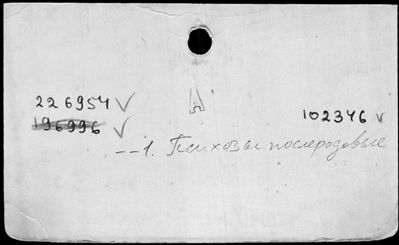 226954 ✓ А 102346 ✓
196996 ✓
--1. Психозы послеродовые